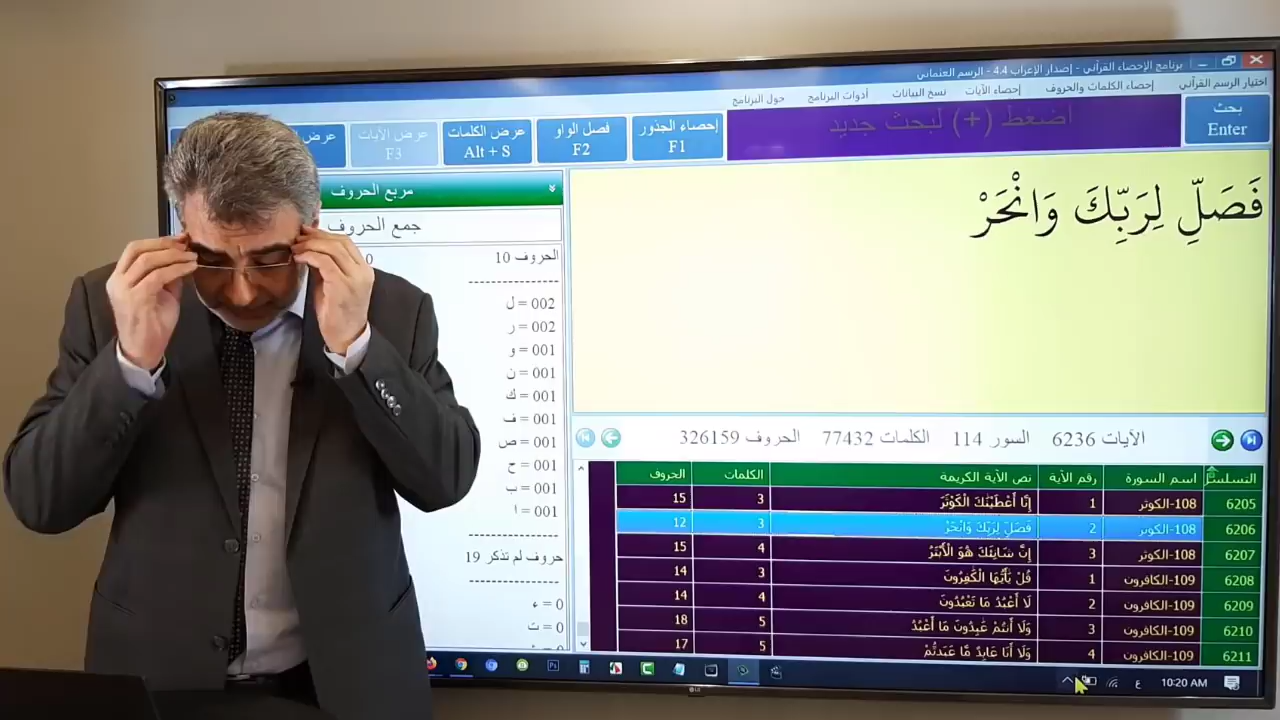 برنامج الإحصاء القرآني - إصدار الإعراب 4.4 - الرسم العثماني
اختيار الرسم القرآني إحصاء الكلمات والحروف إحصاء الآيات نسخ البيانات أدوات البرنامج حول البرنامج
بحث
Enter
اضغط (+) لبحث جديد
إحصاء الجذور
F1
فصل الواو
F2
عرض الكلمات
Alt + S
عرض الآيات
F3
عرض
فَصَلِّ لِرَبِّكَ وَانْحَرْ
مربع الحروف
جمع الحروف
الحروف 10
0
ل = 002
ر = 002
و = 001
ن = 001
ك = 001
ف = 001
ص = 001
ح = 001
ب = 001
ا = 001
حروف لم تذكر 19
ء = 0
ت = 0
الآيات 6236 السور 114 الكلمات 77432 الحروف 326159
التسلسل اسم السورة رقم الآية نص الآية الكريمة الكلمات الحروف
6205 108-الكوثر 1 إِنَّا أَعْطَيْنَٰكَ الْكَوْثَرَ 3 15
6206 108-الكوثر 2 فَصَلِّ لِرَبِّكَ وَانْحَرْ 3 12
6207 108-الكوثر 3 إِنَّ شَانِئَكَ هُوَ الْأَبْتَرُ 4 15
6208 109-الكافرون 1 قُلْ يَٰأَيُّهَا الْكَٰفِرُونَ 3 14
6209 109-الكافرون 2 لَا أَعْبُدُ مَا تَعْبُدُونَ 4 14
6210 109-الكافرون 3 وَلَا أَنتُمْ عَٰبِدُونَ مَا أَعْبُدُ 5 18
6211 109-الكافرون 4 وَلَا أَنَا عَابِدٌ مَّا عَبَدتُّمْ 5 17
ع 10:20 AM
LG